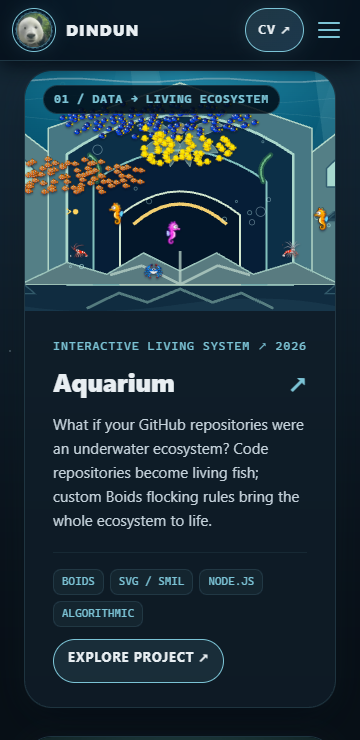 DINDUN
CV ↗
01 / DATA → LIVING ECOSYSTEM
INTERACTIVE LIVING SYSTEM ↗ 2026
Aquarium ↗
What if your GitHub repositories were
an underwater ecosystem? Code
repositories become living fish;
custom Boids flocking rules bring the
whole ecosystem to life.
BOIDS SVG / SMIL NODE.JS
ALGORITHMIC
EXPLORE PROJECT ↗